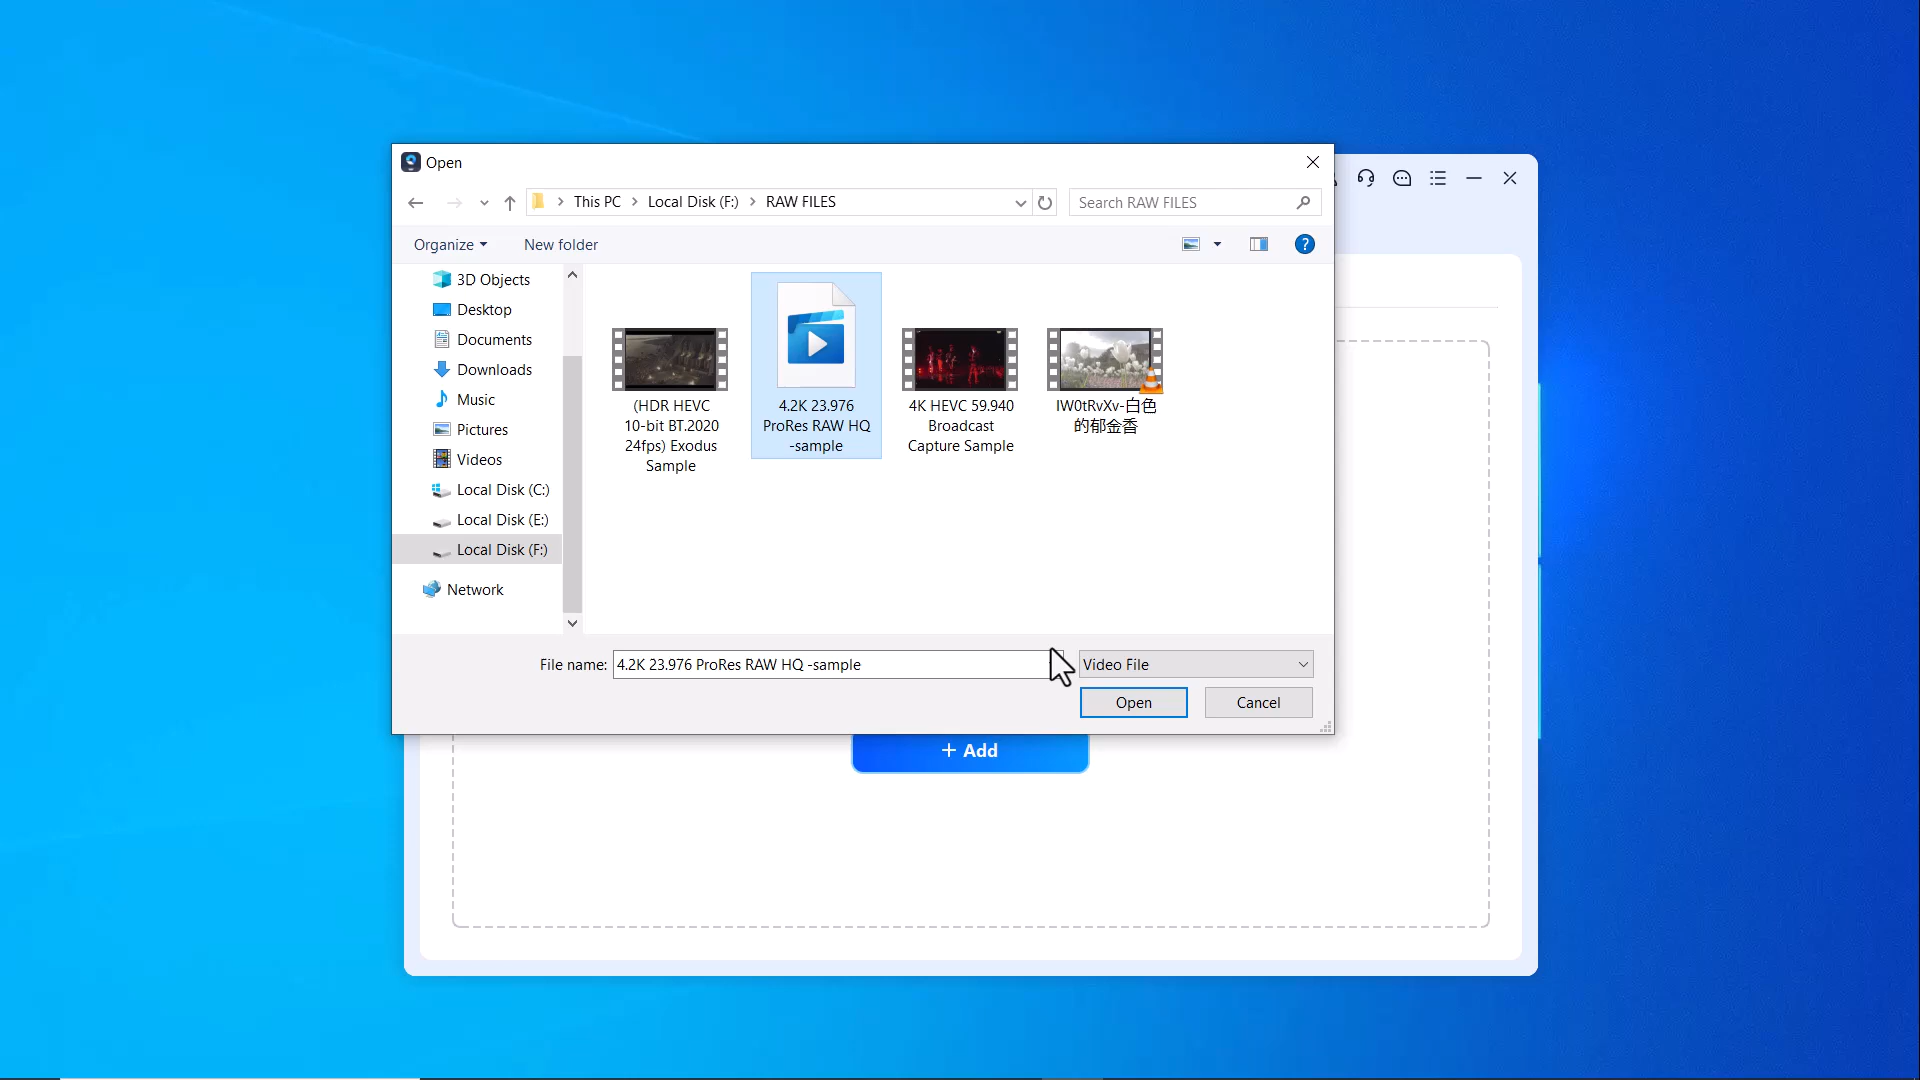 Open
This PC
Local Disk (F:)
RAW FILES
Search RAW FILES
Organize
New folder
?
3D Objects
Desktop
Documents
Downloads
Music
Pictures
Videos
Local Disk (C:)
Local Disk (E:)
Local Disk (F:)
Network
(HDR HEVC
10-bit BT.2020
24fps) Exodus
Sample
4.2K 23.976
ProRes RAW HQ
-sample
4K HEVC 59.940
Broadcast
Capture Sample
IW0tRvXv-白色
的郁金香
File name:
4.2K 23.976 ProRes RAW HQ -sample
Video File
Open
Cancel
+ Add